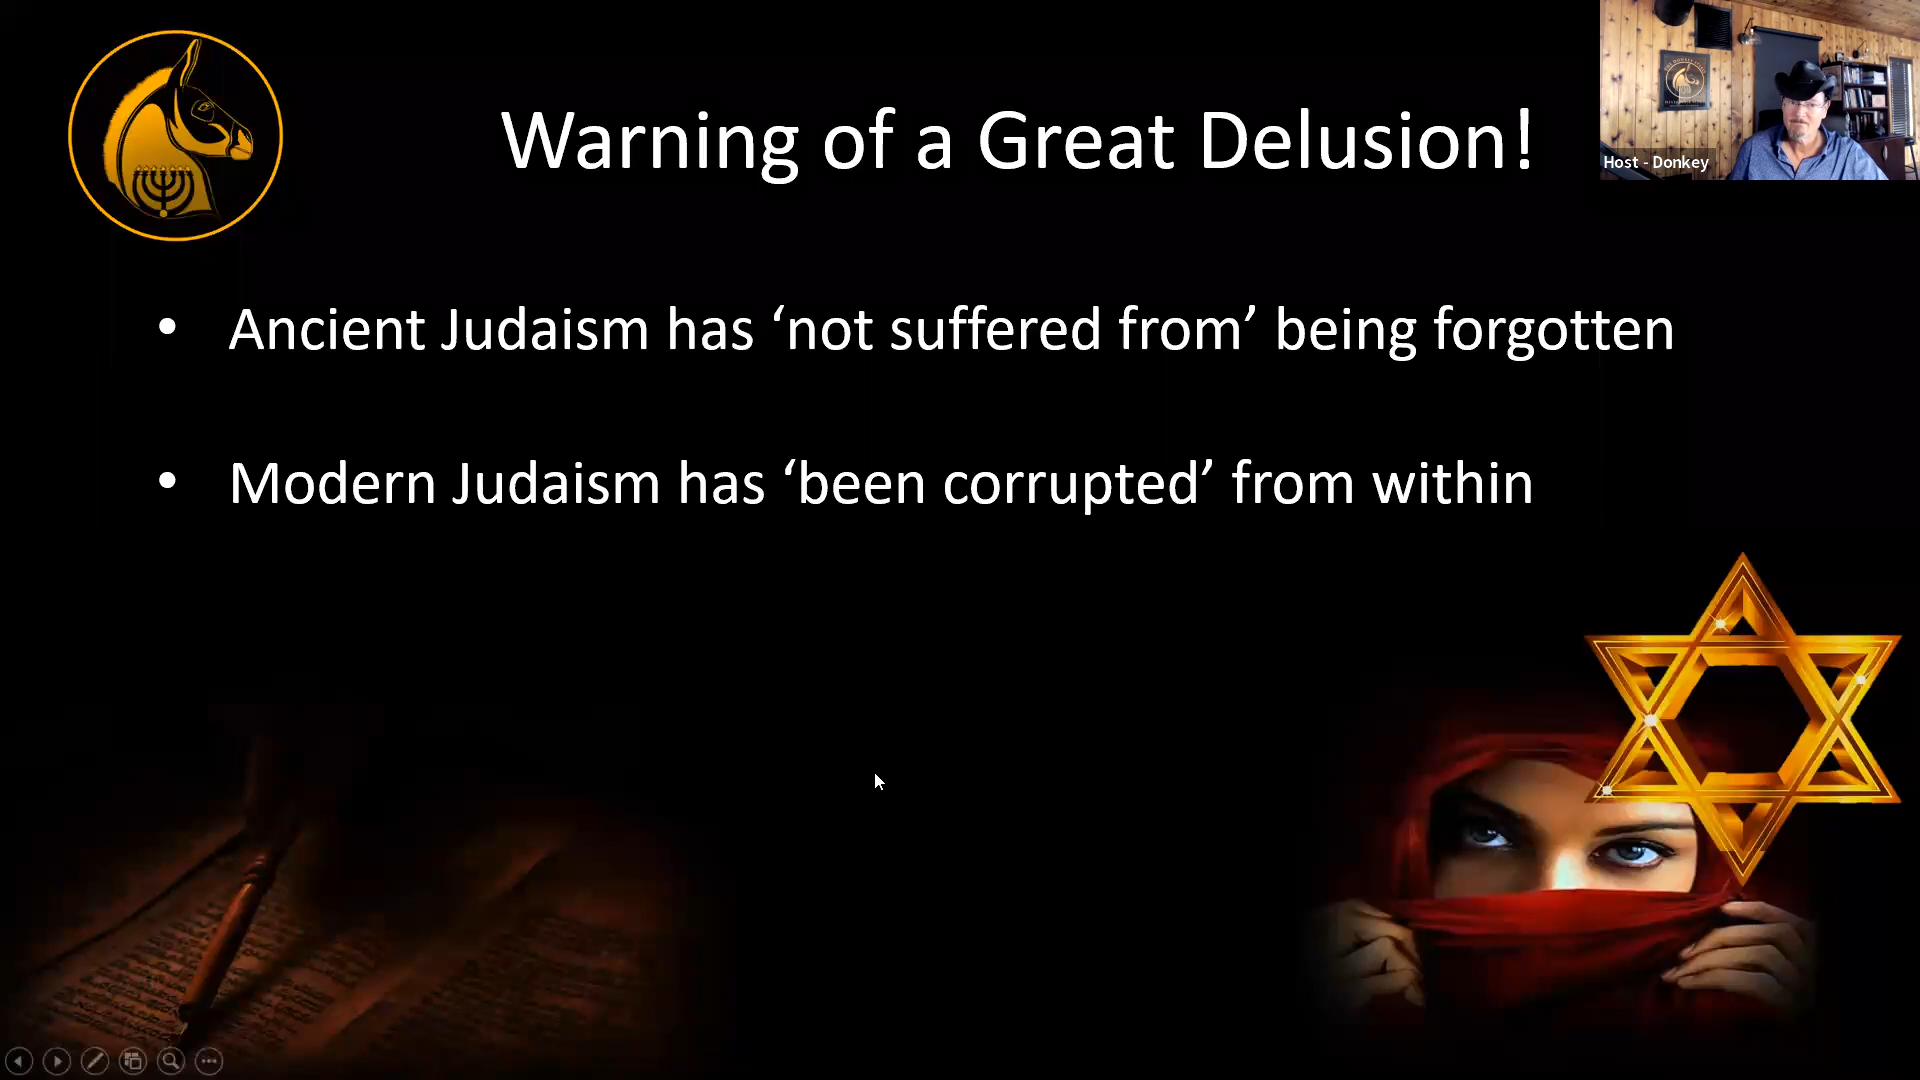 Warning of a Great Delusion!
Host - Donkey
• Ancient Judaism has ‘not suffered from’ being forgotten
• Modern Judaism has ‘been corrupted’ from within